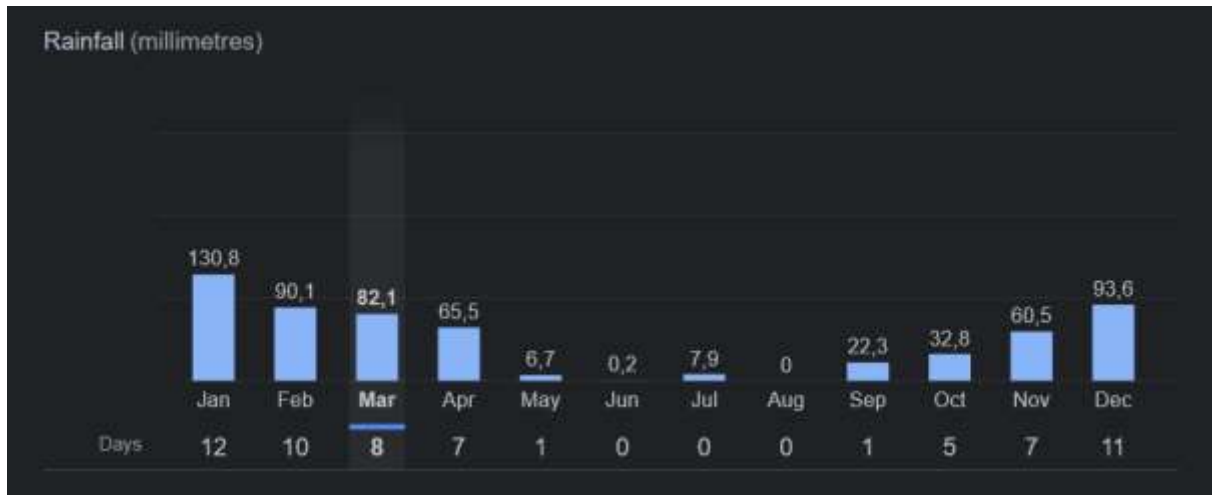 Rainfall (millimetres)
130,8 90,1 82,1 65,5 6,7 0,2 7,9 0 22,3 32,8 60,5 93,6
Jan Feb Mar Apr May Jun Jul Aug Sep Oct Nov Dec
Days 12 10 8 7 1 0 0 0 1 5 7 11